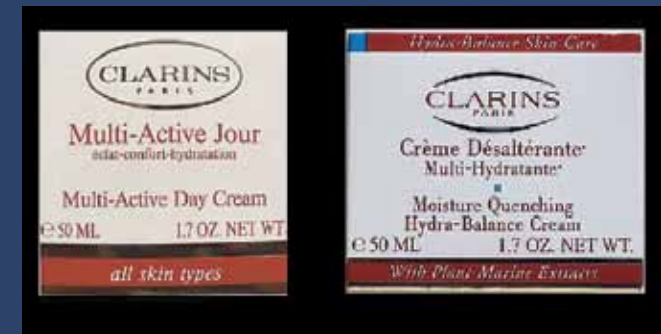 CLARINS
PARIS
Multi-Active Jour
éclat-confort-hydratation
Multi-Active Day Cream
℮ 50 ML 1.7 OZ. NET WT.
all skin types
Hydra-Balance Skin Care
CLARINS
PARIS
Crème Désaltérante*
Multi-Hydratante*
Moisture Quenching
Hydra-Balance Cream
℮ 50 ML 1.7 OZ. NET WT.
With Plant Marine Extracts